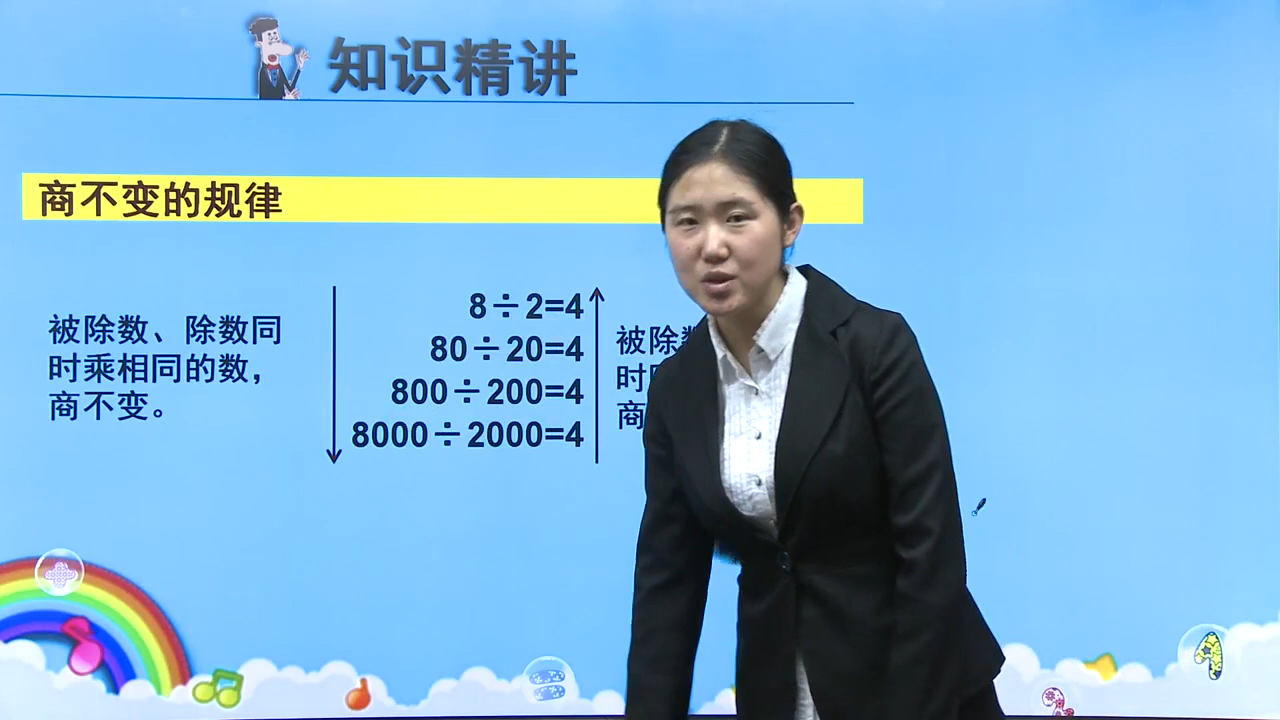 知识精讲
商不变的规律
被除数、除数同
时乘相同的数，
商不变。
8÷2=4
80÷20=4
800÷200=4
8000÷2000=4
被除
时
商